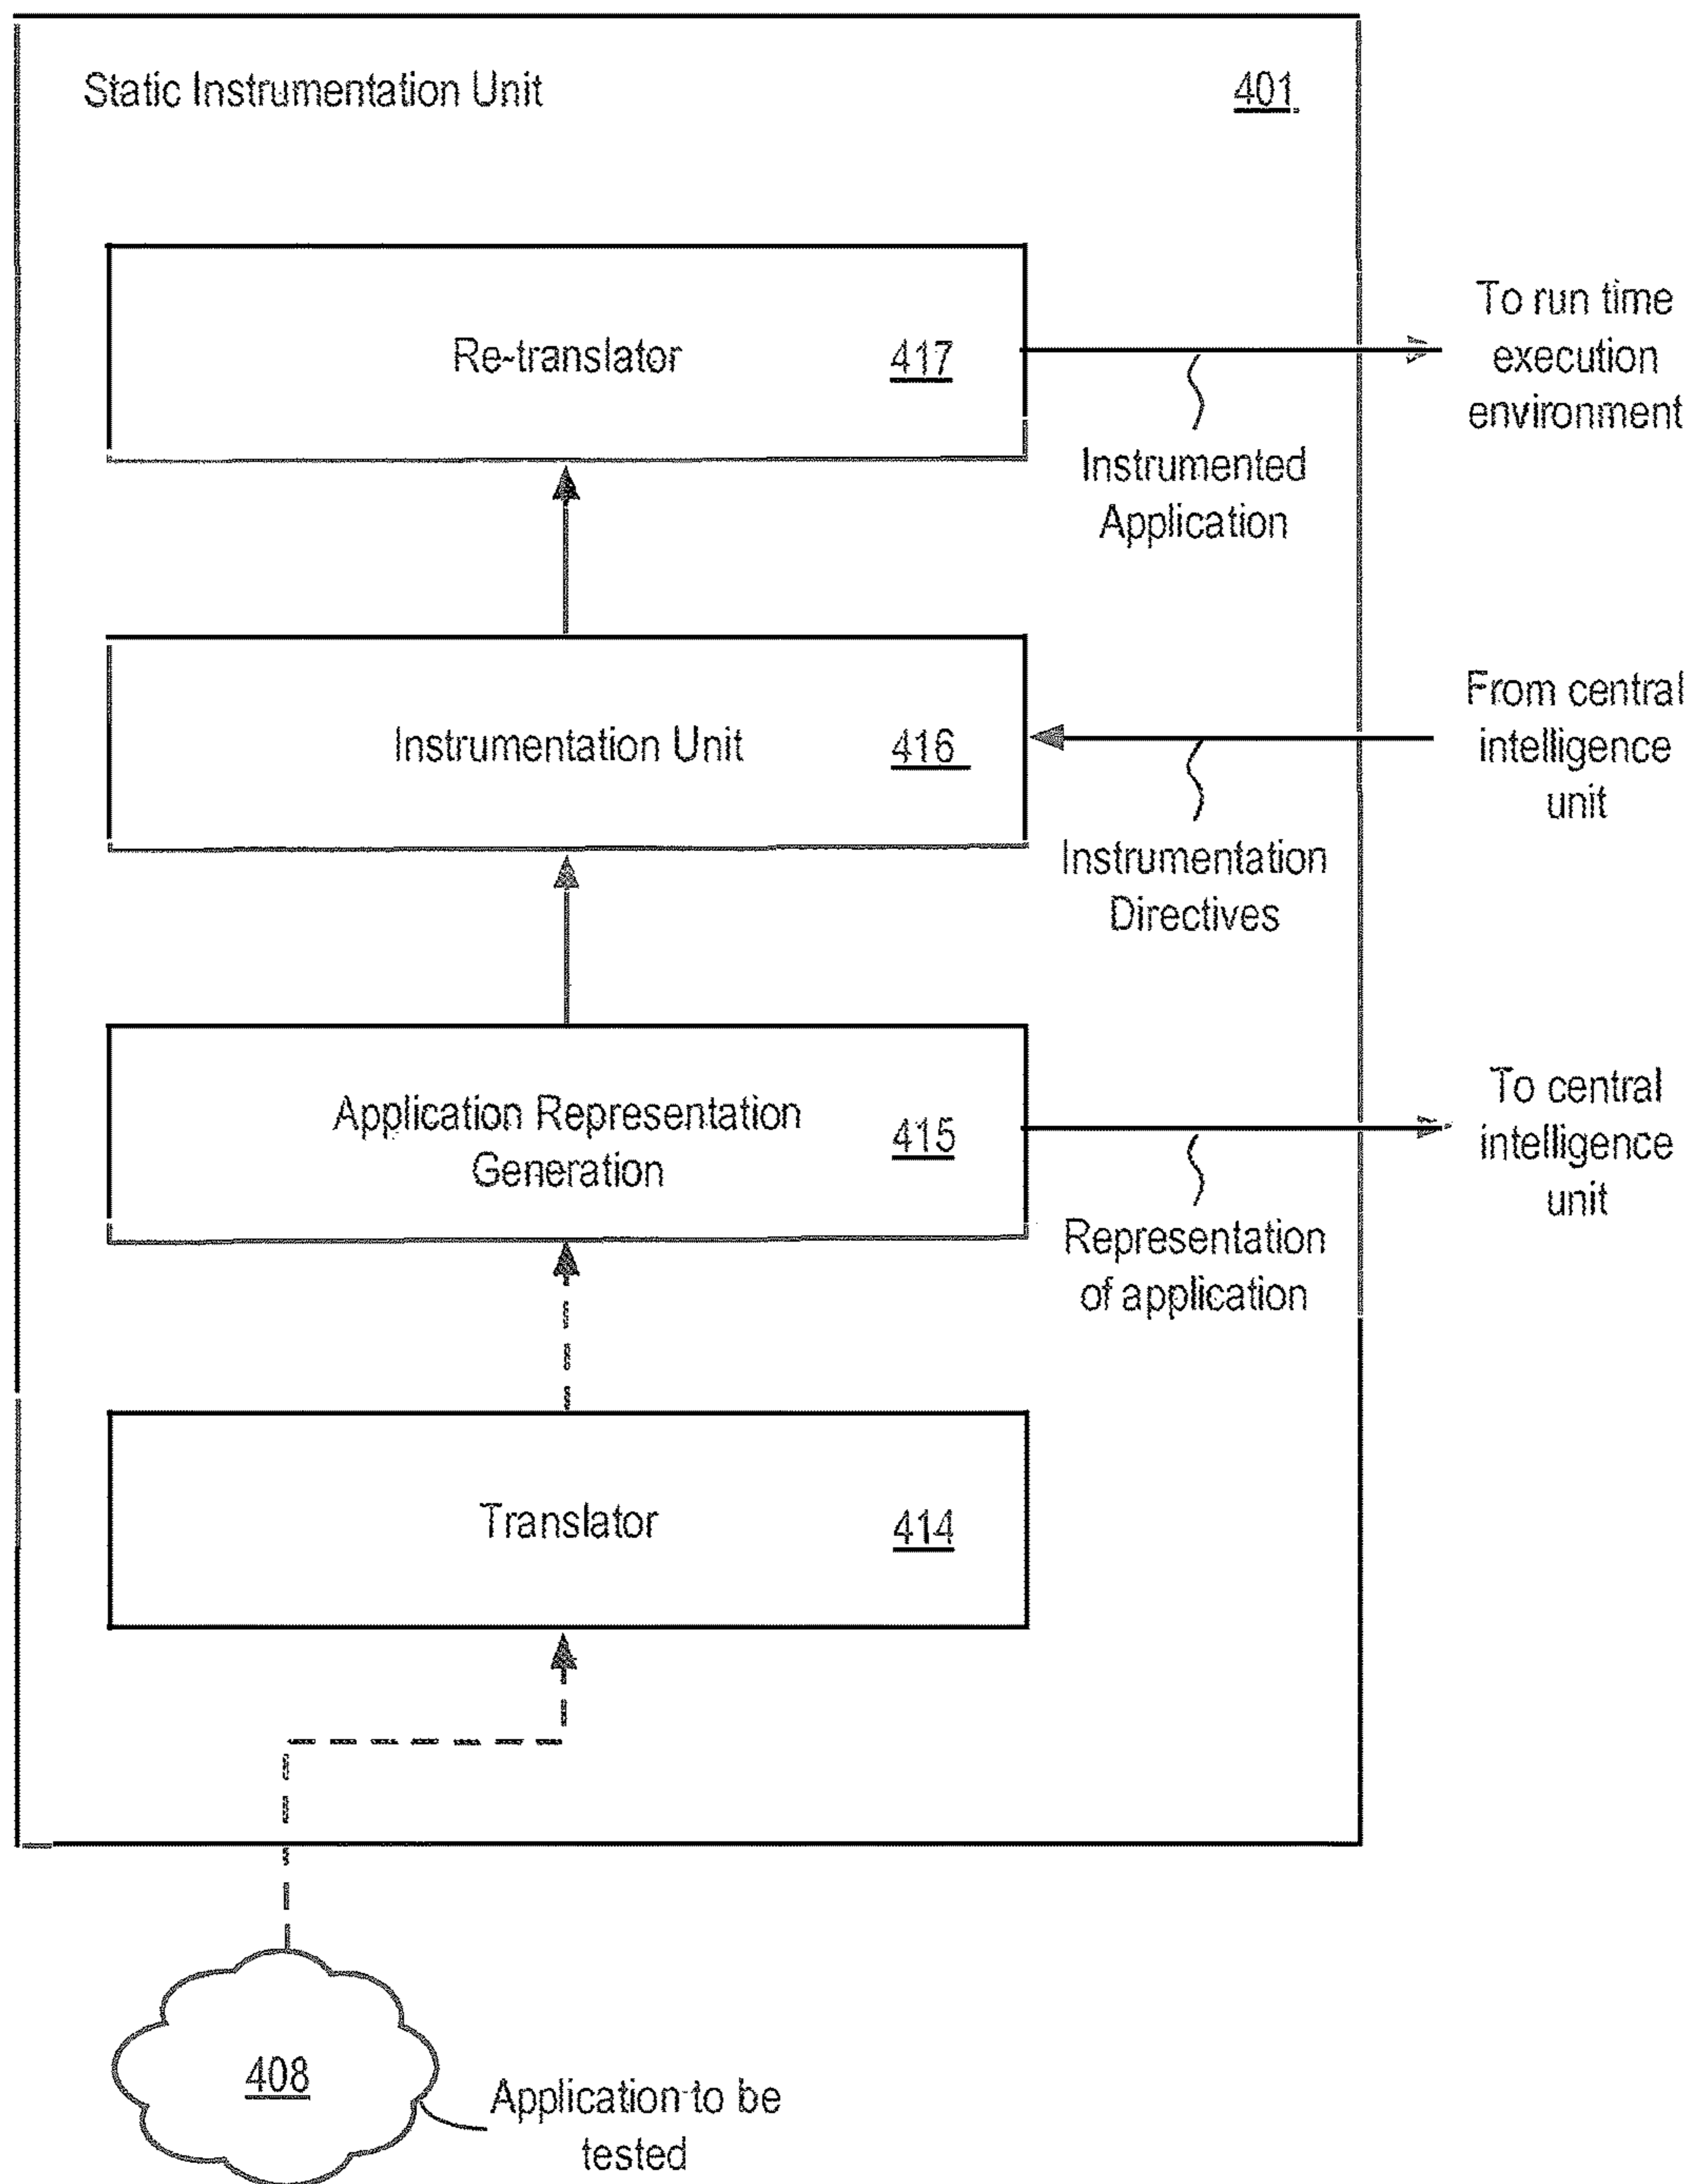 Static Instrumentation Unit
401
Re-translator
417
To run time
execution
environment
Instrumented
Application
Instrumentation Unit
416
From central
intelligence
unit
Instrumentation
Directives
Application Representation
Generation
415
To central
intelligence
unit
Representation
of application
Translator
414
408
Application to be
tested